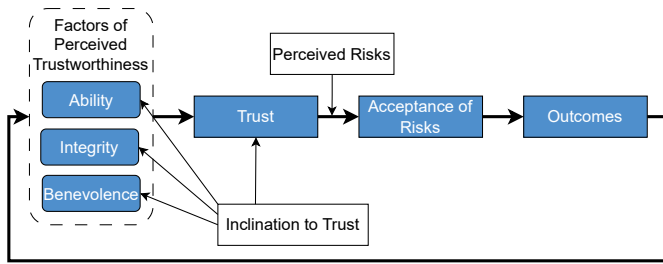 Factors of
Perceived
Trustworthiness
Ability
Integrity
Benevolence
Trust
Perceived Risks
Acceptance of
Risks
Outcomes
Inclination to Trust